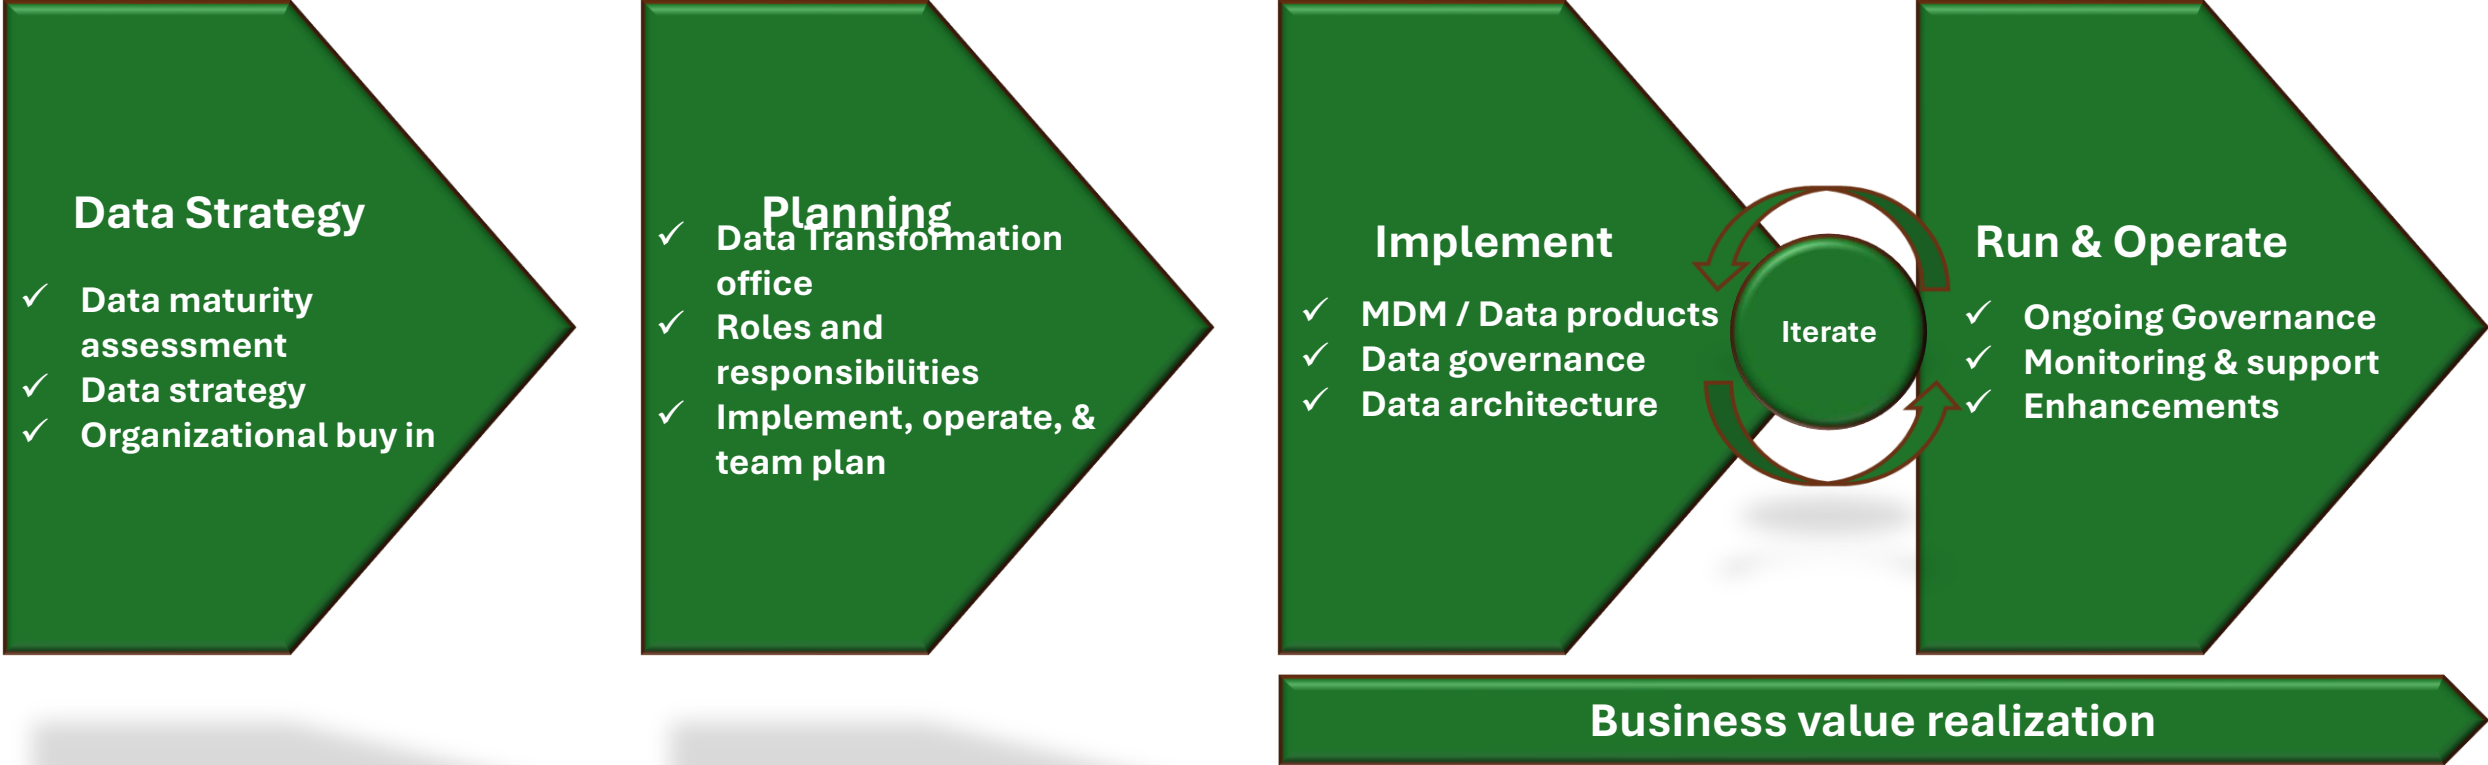 Data Strategy
✓ Data maturity
assessment
✓ Data strategy
✓ Organizational buy in
Planning
✓ Data Transformation
office
✓ Roles and
responsibilities
✓ Implement, operate, &
team plan
Implement
✓ MDM / Data products
✓ Data governance
✓ Data architecture
Iterate
Run & Operate
✓ Ongoing Governance
✓ Monitoring & support
✓ Enhancements
Business value realization